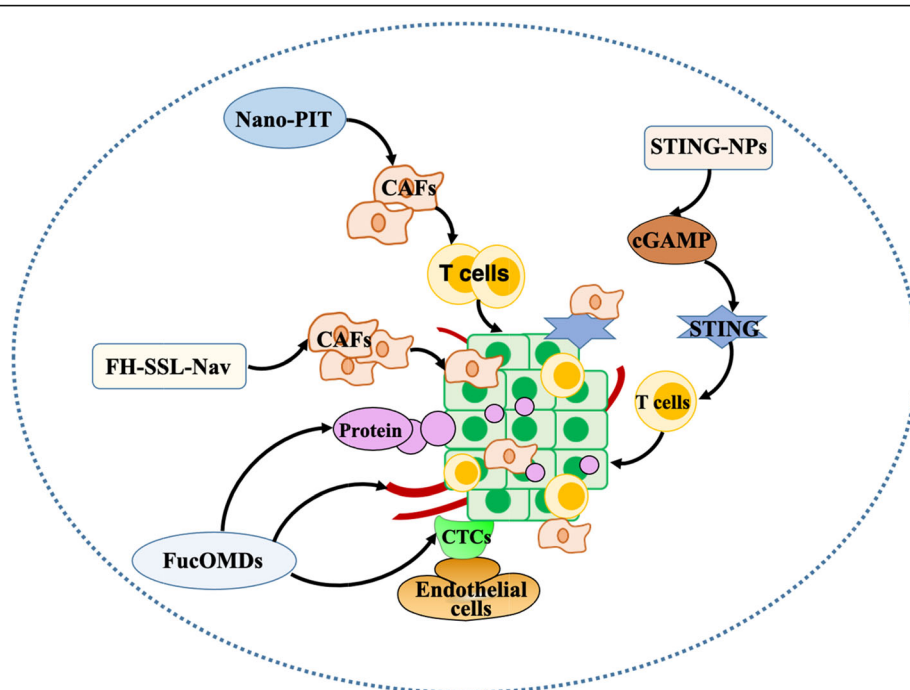 Nano-PIT
STING-NPs
CAFs
cGAMP
T cells
STING
CAFs
FH-SSL-Nav
T cells
Protein
CTCs
FucOMDs
Endothelial
cells